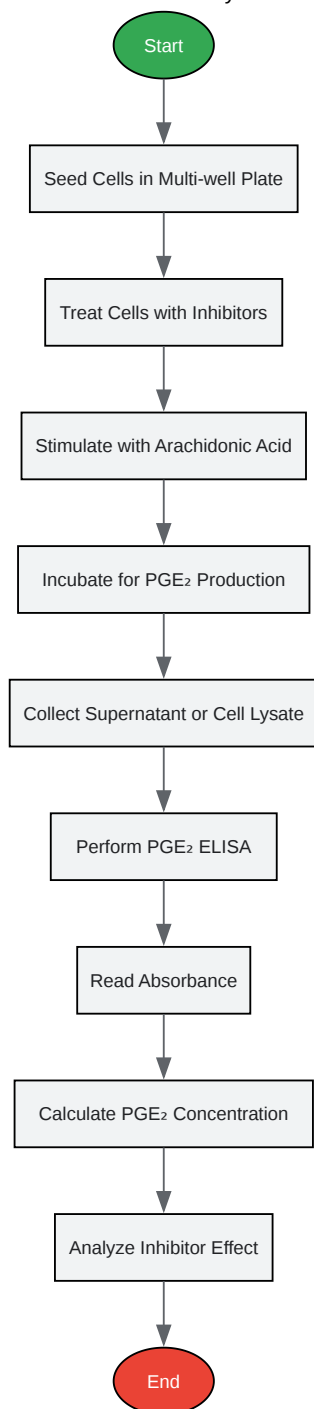 Start
Seed Cells in Multi-well Plate
Treat Cells with Inhibitors
Stimulate with Arachidonic Acid
Incubate for PGE₂ Production
Collect Supernatant or Cell Lysate
Perform PGE₂ ELISA
Read Absorbance
Calculate PGE₂ Concentration
Analyze Inhibitor Effect
End